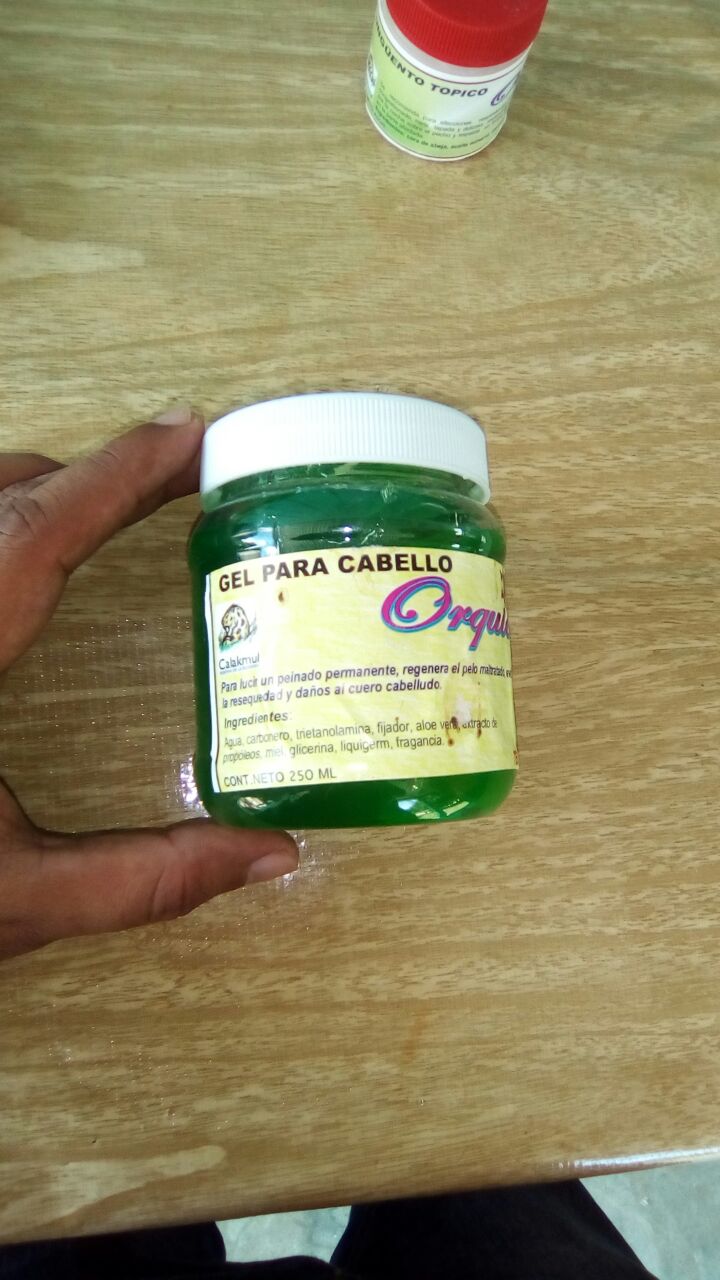 UNGÜENTO TOPICO
GEL PARA CABELLO
Orqui
Calakmul
Para lucir un peinado permanente, regenera el pelo maltratado,
la resequedad y daños al cuero cabelludo.
Ingredientes:
Agua, carbonero, trietanolamina, fijador, aloe vera, extracto de
propóleos, miel, glicerina, liquigerm, fragancia.
CONT.NETO 250 ML